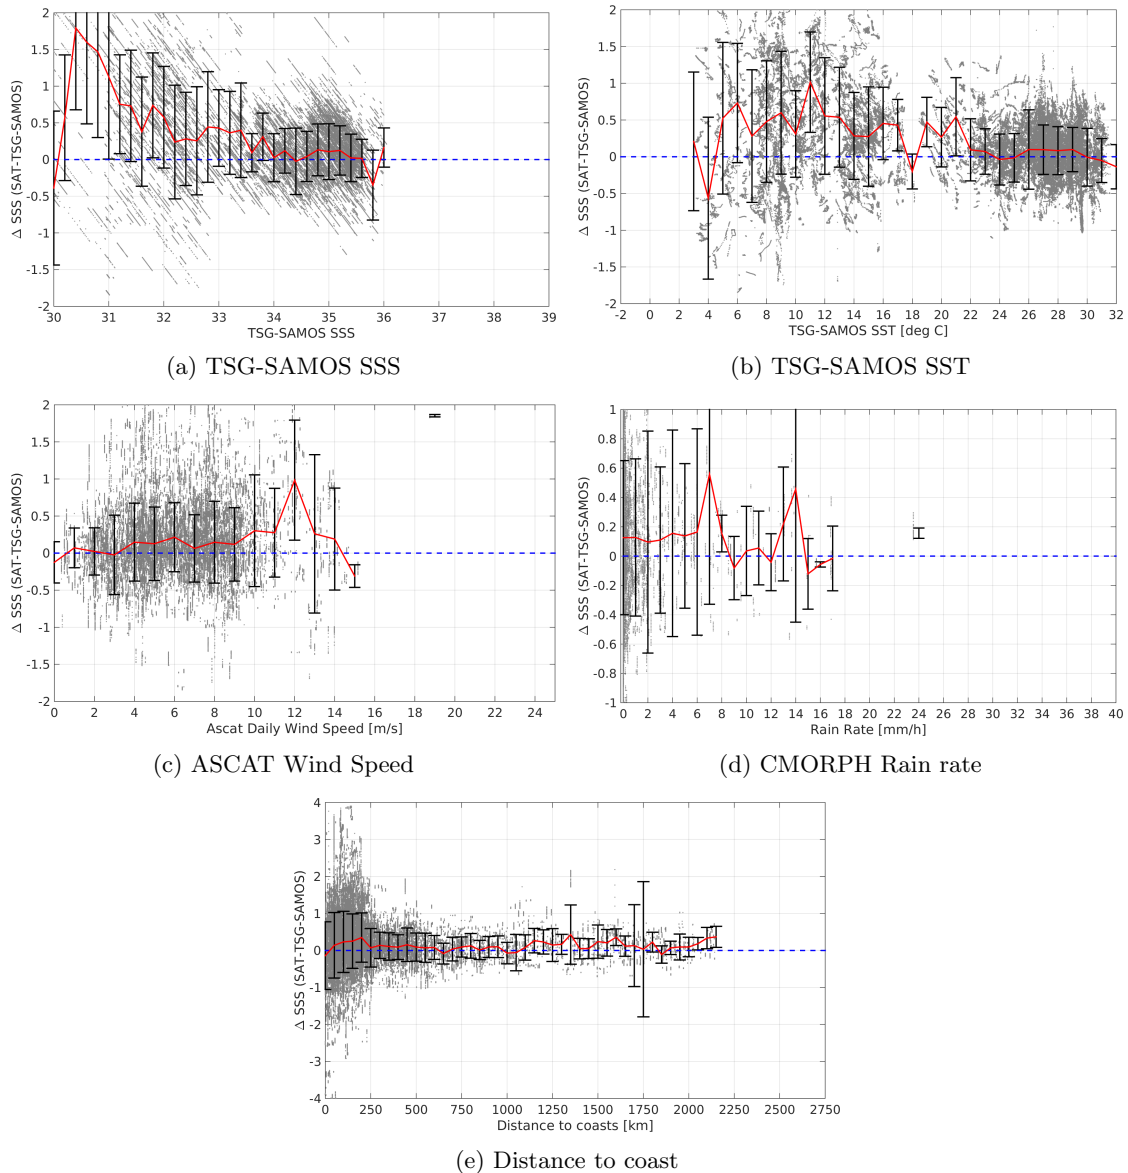 2
1.5
1
0.5
0
-0.5
-1
-1.5
-2
Δ SSS (SAT-TSG-SAMOS)
30 31 32 33 34 35 36 37 38 39
TSG-SAMOS SSS
(a) TSG-SAMOS SSS
2
1.5
1
0.5
0
-0.5
-1
-1.5
-2
Δ SSS (SAT-TSG-SAMOS)
-2 0 2 4 6 8 10 12 14 16 18 20 22 24 26 28 30 32
TSG-SAMOS SST [deg C]
(b) TSG-SAMOS SST
2
1.5
1
0.5
0
-0.5
-1
-1.5
-2
Δ SSS (SAT-TSG-SAMOS)
0 2 4 6 8 10 12 14 16 18 20 22 24
Ascat Daily Wind Speed [m/s]
(c) ASCAT Wind Speed
1
0.8
0.6
0.4
0.2
0
-0.2
-0.4
-0.6
-0.8
-1
Δ SSS (SAT-TSG-SAMOS)
0 2 4 6 8 10 12 14 16 18 20 22 24 26 28 30 32 34 36 38 40
Rain Rate [mm/h]
(d) CMORPH Rain rate
4
3
2
1
0
-1
-2
-3
-4
Δ SSS (SAT-TSG-SAMOS)
0 250 500 750 1000 1250 1500 1750 2000 2250 2500 2750
Distance to coasts [km]
(e) Distance to coast